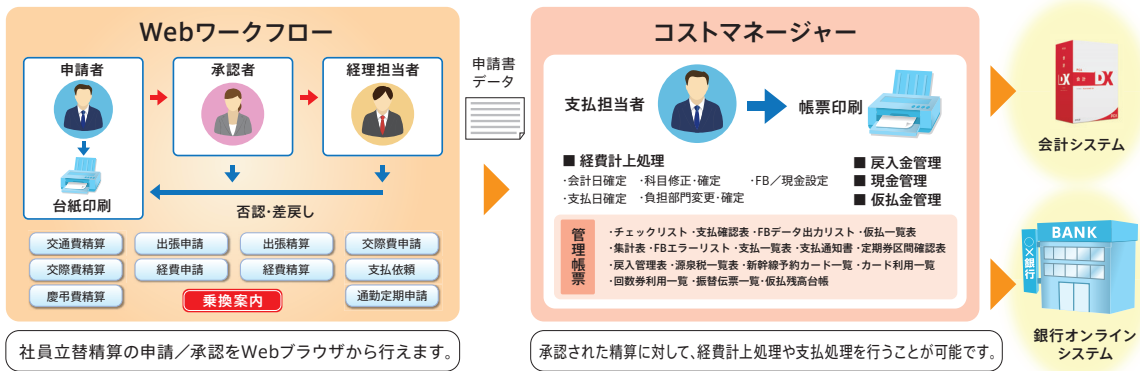 Webワークフロー
申請者
承認者
経理担当者
台紙印刷
否認・差戻し
交通費精算
出張申請
出張精算
交際費申請
交際費精算
経費申請
経費精算
支払依頼
慶弔費精算
乗換案内
通勤定期申請
社員立替精算の申請／承認をWebブラウザから行えます。
申請書
データ
コストマネージャー
支払担当者
帳票印刷
■ 経費計上処理
・会計日確定 ・科目修正・確定 ・FB／現金設定
・支払日確定 ・負担部門変更・確定
■ 戻入金管理
■ 現金管理
■ 仮払金管理
管理帳票
・チェックリスト ・支払確認表 ・FBデータ出力リスト ・仮払一覧表
・集計表 ・FBエラーリスト ・支払一覧表 ・支払通知書 ・定期券区間確認表
・戻入管理表 ・源泉税一覧表 ・新幹線予約カード一覧 ・カード利用一覧
・回数券利用一覧 ・振替伝票一覧 ・仮払残高台帳
承認された精算に対して、経費計上処理や支払処理を行うことが可能です。
DX
DX
会計システム
BANK
○×銀行
銀行オンライン
システム